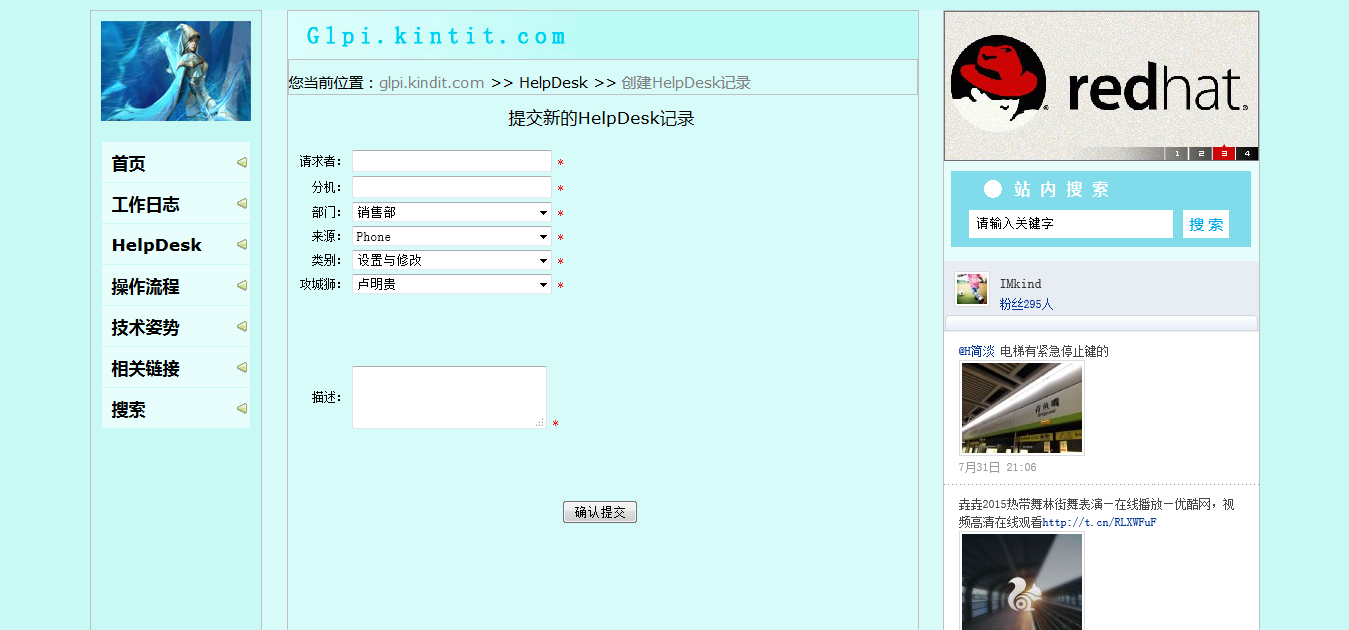 首页
工作日志
HelpDesk
操作流程
技术姿势
相关链接
搜索
Glpi.kintit.com
您当前位置：glpi.kindit.com >> HelpDesk >> 创建HelpDesk记录
提交新的HelpDesk记录
请求者： *
分机： *
部门： 销售部 *
来源： Phone *
类别： 设置与修改 *
攻城狮： 卢明贵 *
描述： *
确认提交
redhat.
1 2 3 4
站内搜索
请输入关键字 搜索
IMkind
粉丝295人
@H简淡 电梯有紧急停止键的
青鱼嘴
7月31日 21:06
垚垚2015热带舞林街舞表演—在线播放—优酷网，视
频高清在线观看http://t.cn/RLXWFuF